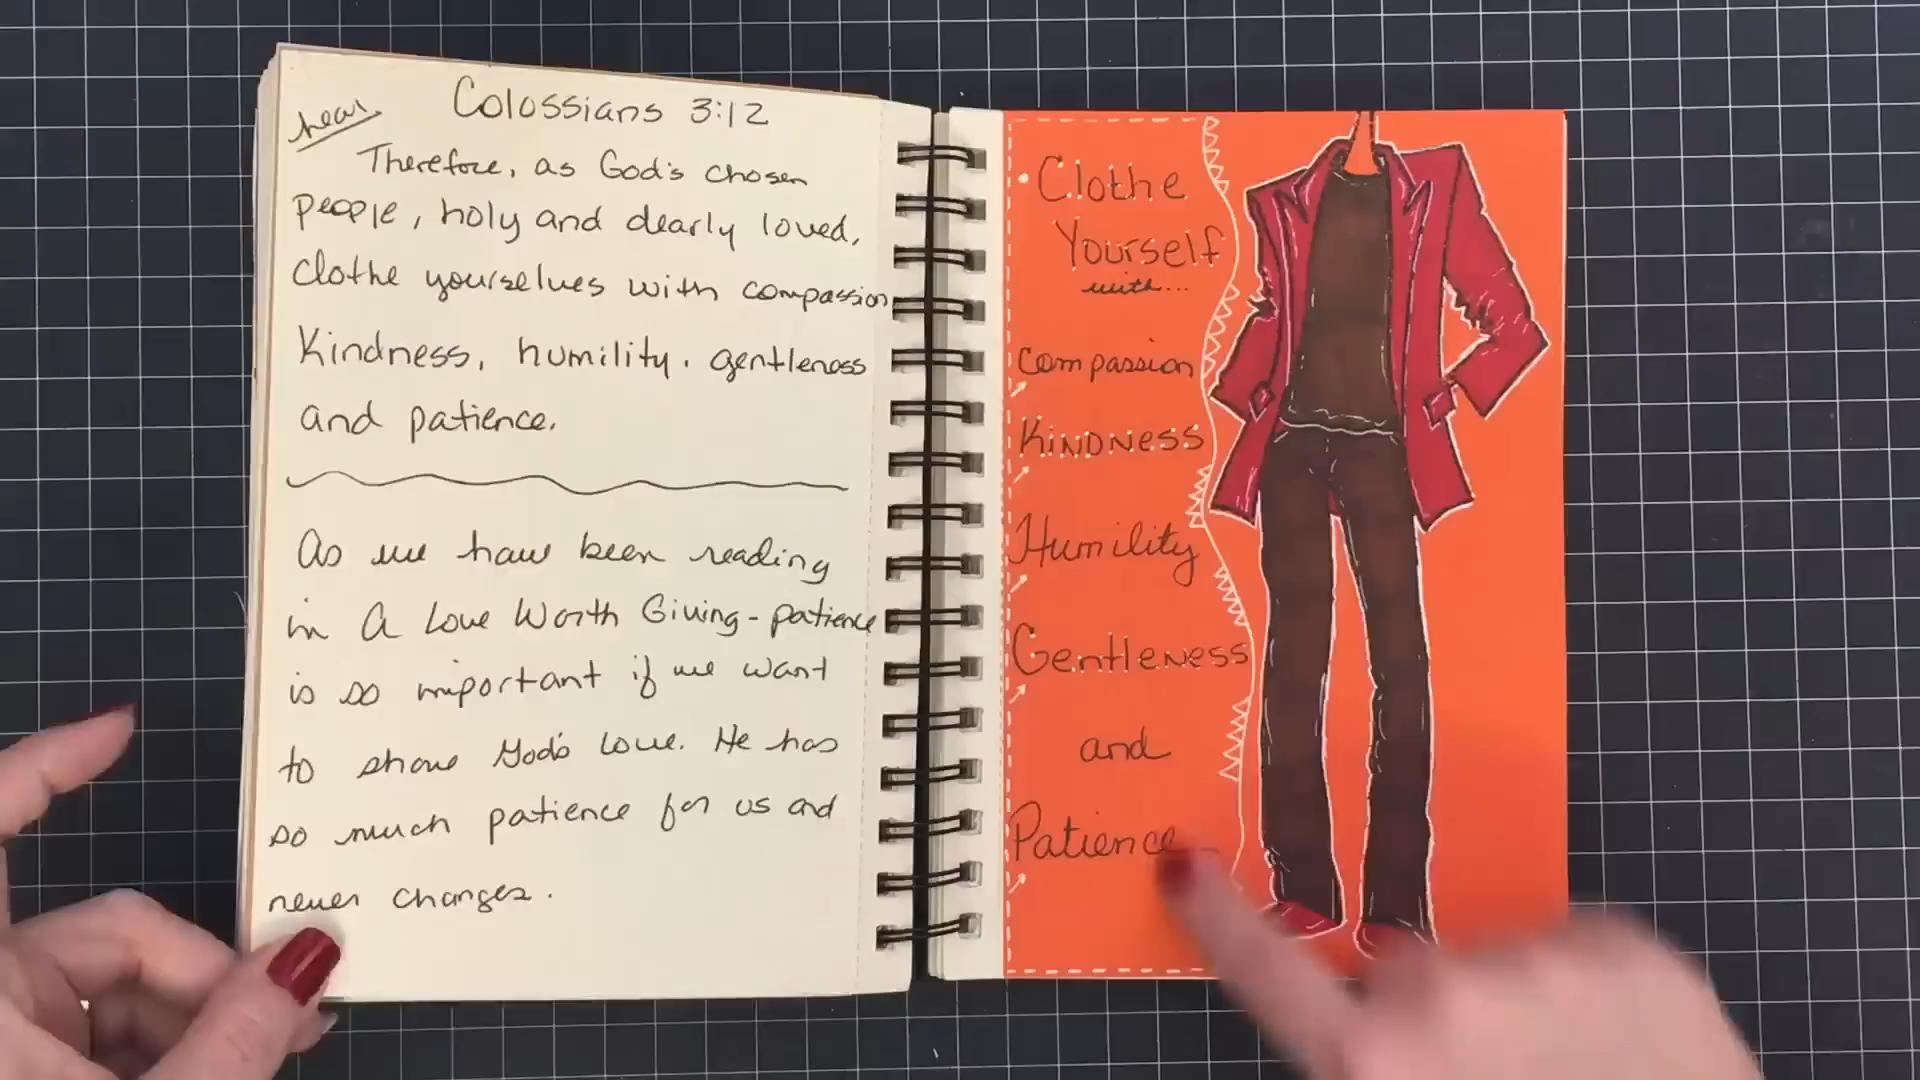 hear
Colossians 3:12
Therefore, as God's chosen
people, holy and dearly loved,
clothe yourselves with compassion
Kindness, humility, gentleness
and patience.
As we have been reading
in A Love Worth Giving - patience
is so important if we want
to show God's love. He has
so much patience for us and
never changes.
Clothe
Yourself
with...
compassion
KINDNESS
Humility
Gentleness
and
Patience